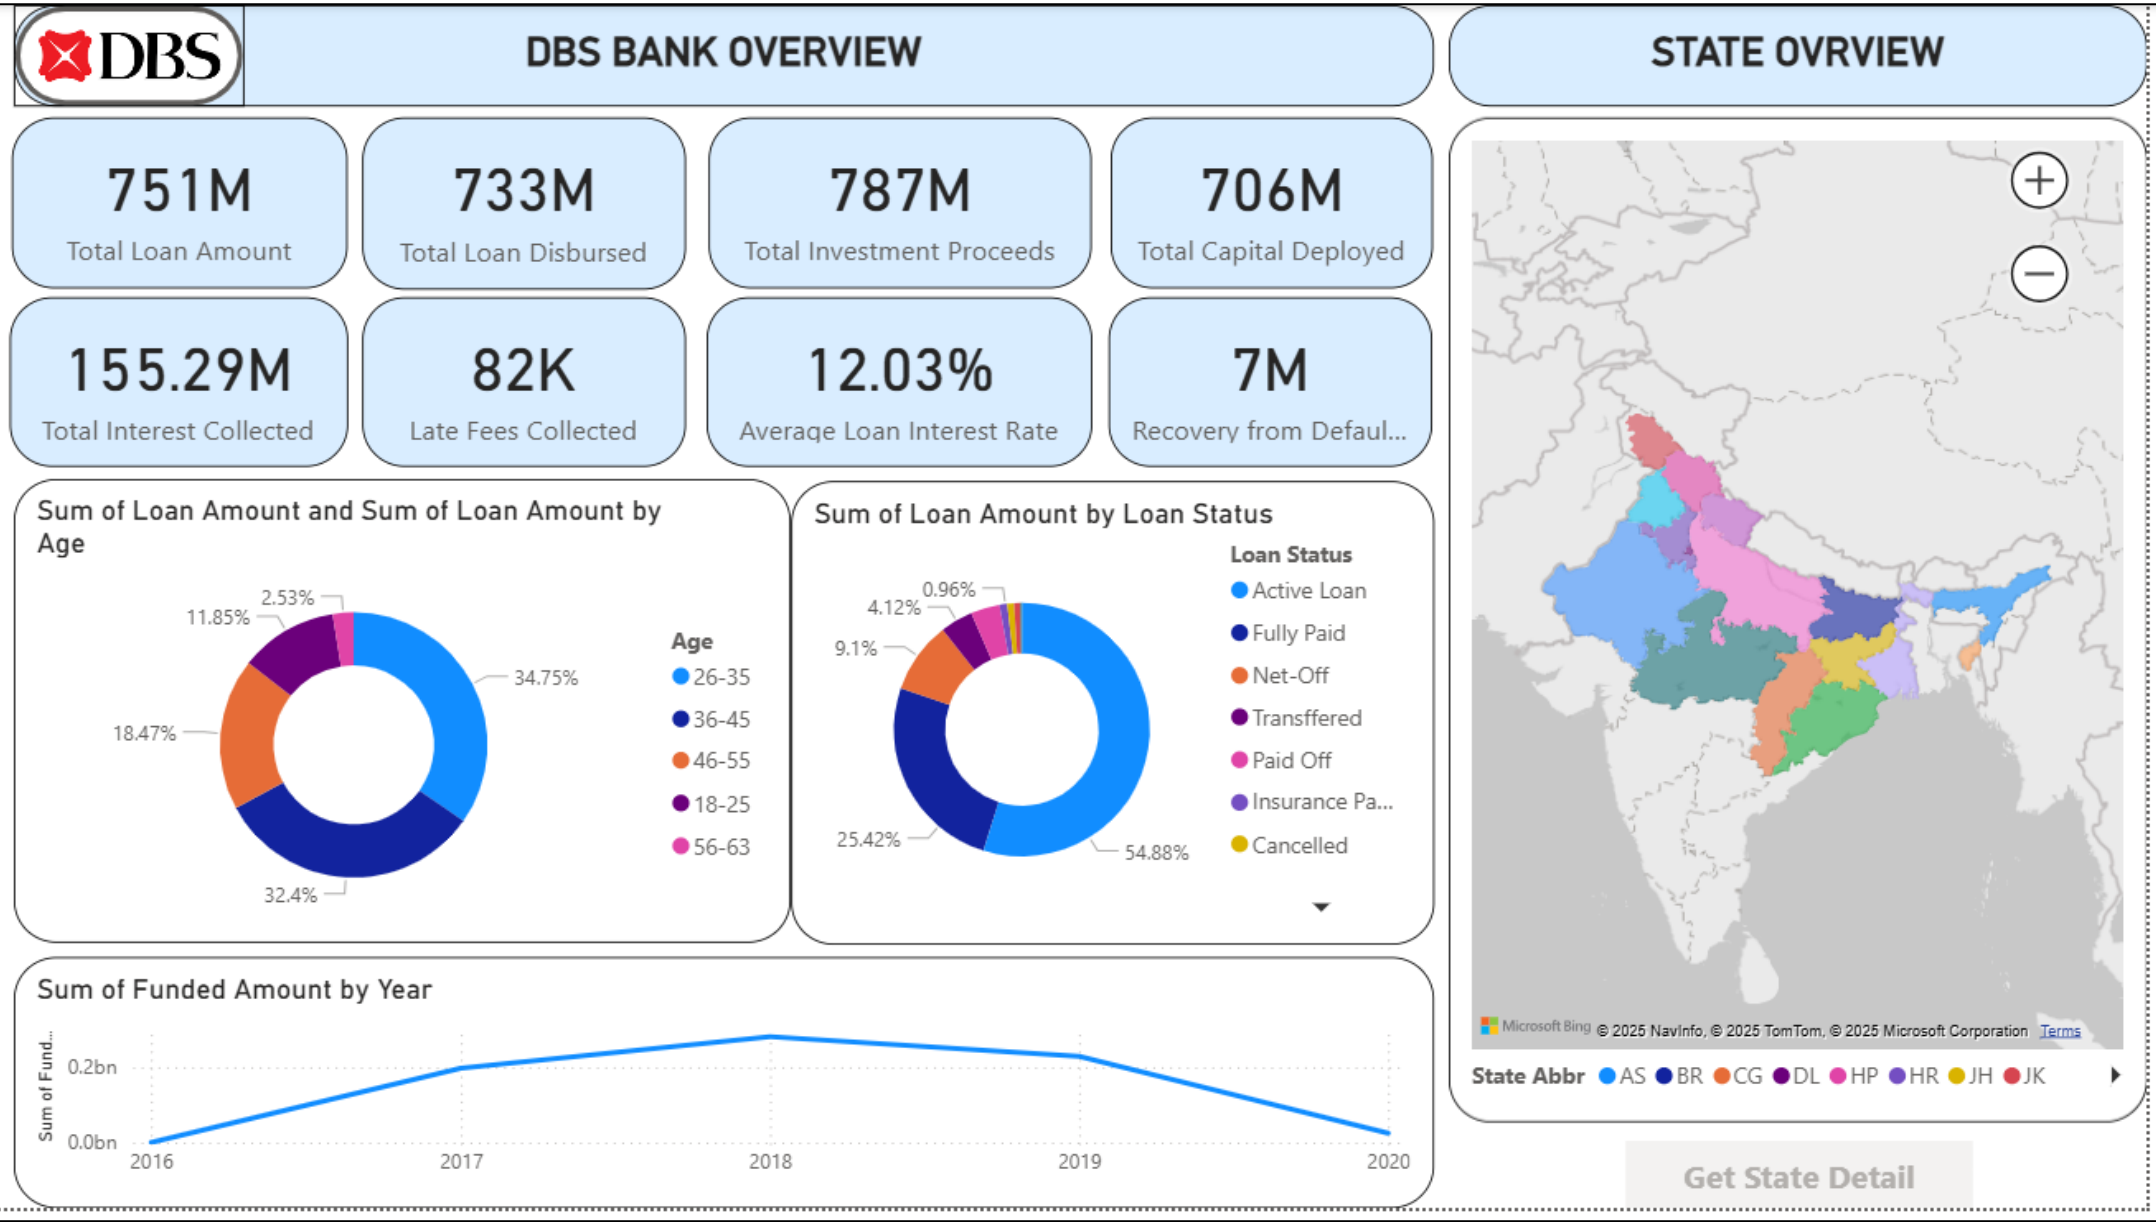 DBS
DBS BANK OVERVIEW
STATE OVRVIEW
751M
Total Loan Amount
733M
Total Loan Disbursed
787M
Total Investment Proceeds
706M
Total Capital Deployed
155.29M
Total Interest Collected
82K
Late Fees Collected
12.03%
Average Loan Interest Rate
7M
Recovery from Defaul...
Sum of Loan Amount and Sum of Loan Amount by
Age
2.53%
11.85%
34.75%
18.47%
32.4%
Age
26-35
36-45
46-55
18-25
56-63
Sum of Loan Amount by Loan Status
0.96%
4.12%
9.1%
25.42%
54.88%
Loan Status
Active Loan
Fully Paid
Net-Off
Transffered
Paid Off
Insurance Pa...
Cancelled
Sum of Funded Amount by Year
Sum of Fund...
0.2bn
0.0bn
2016 2017 2018 2019 2020
Microsoft Bing © 2025 NavInfo, © 2025 TomTom, © 2025 Microsoft Corporation Terms
State Abbr AS BR CG DL HP HR JH JK
Get State Detail